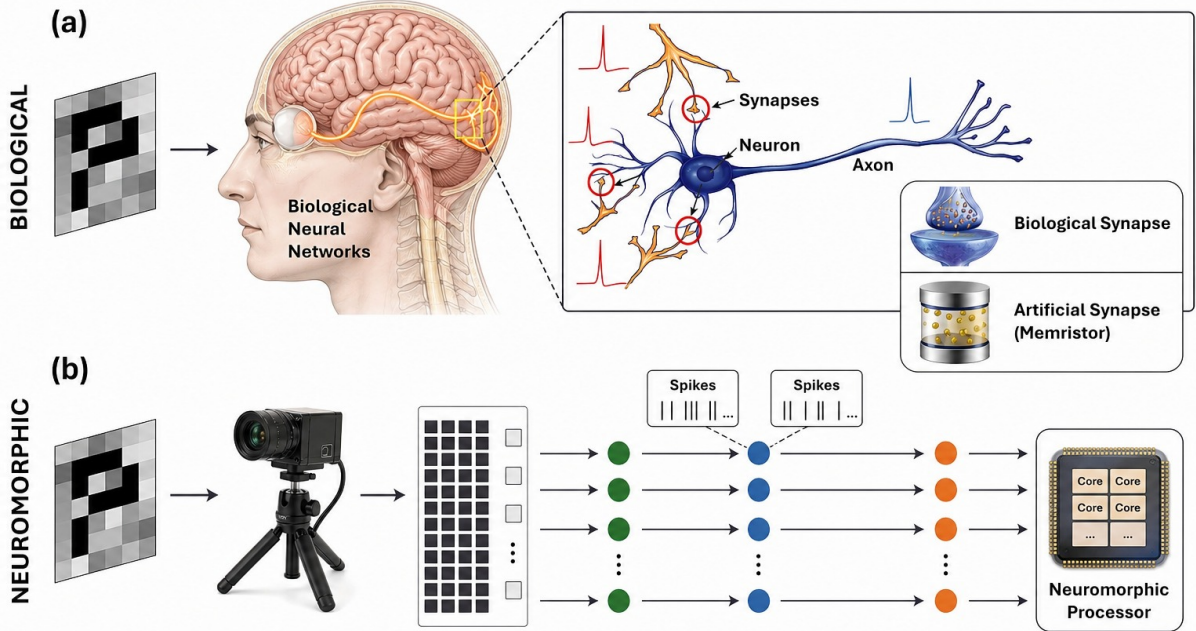 (a)
BIOLOGICAL
Biological
Neural
Networks
Synapses
Neuron
Axon
Biological Synapse
Artificial Synapse
(Memristor)
(b)
NEUROMORPHIC
Spikes
...
Spikes
...
Core Core
Core Core
... ...
Neuromorphic
Processor